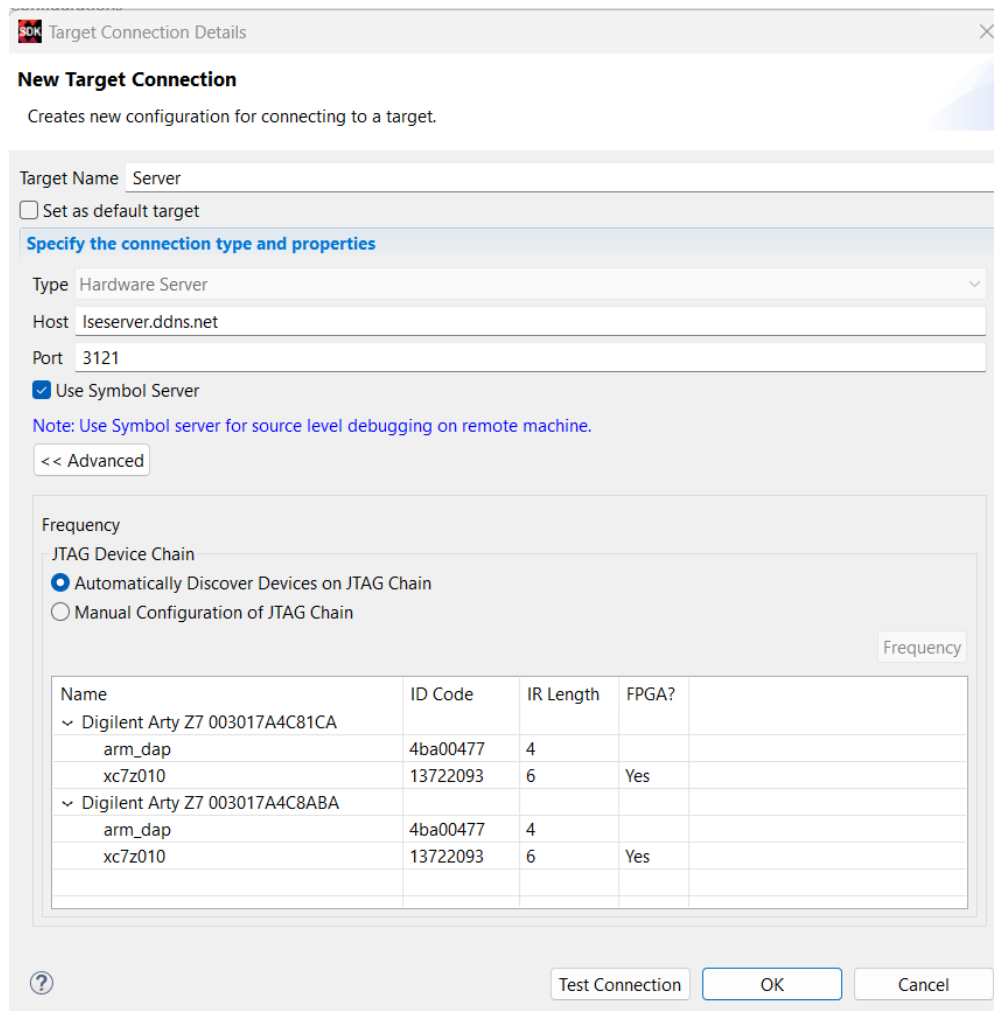 SDK Target Connection Details
New Target Connection
Creates new configuration for connecting to a target.
Target Name Server
Set as default target
Specify the connection type and properties
Type Hardware Server
Host lseserver.ddns.net
Port 3121
Use Symbol Server
Note: Use Symbol server for source level debugging on remote machine.
<< Advanced
Frequency
JTAG Device Chain
Automatically Discover Devices on JTAG Chain
Manual Configuration of JTAG Chain
Frequency
Name ID Code IR Length FPGA?
Digilent Arty Z7 003017A4C81CA
arm_dap 4ba00477 4
xc7z010 13722093 6 Yes
Digilent Arty Z7 003017A4C8ABA
arm_dap 4ba00477 4
xc7z010 13722093 6 Yes
? Test Connection OK Cancel